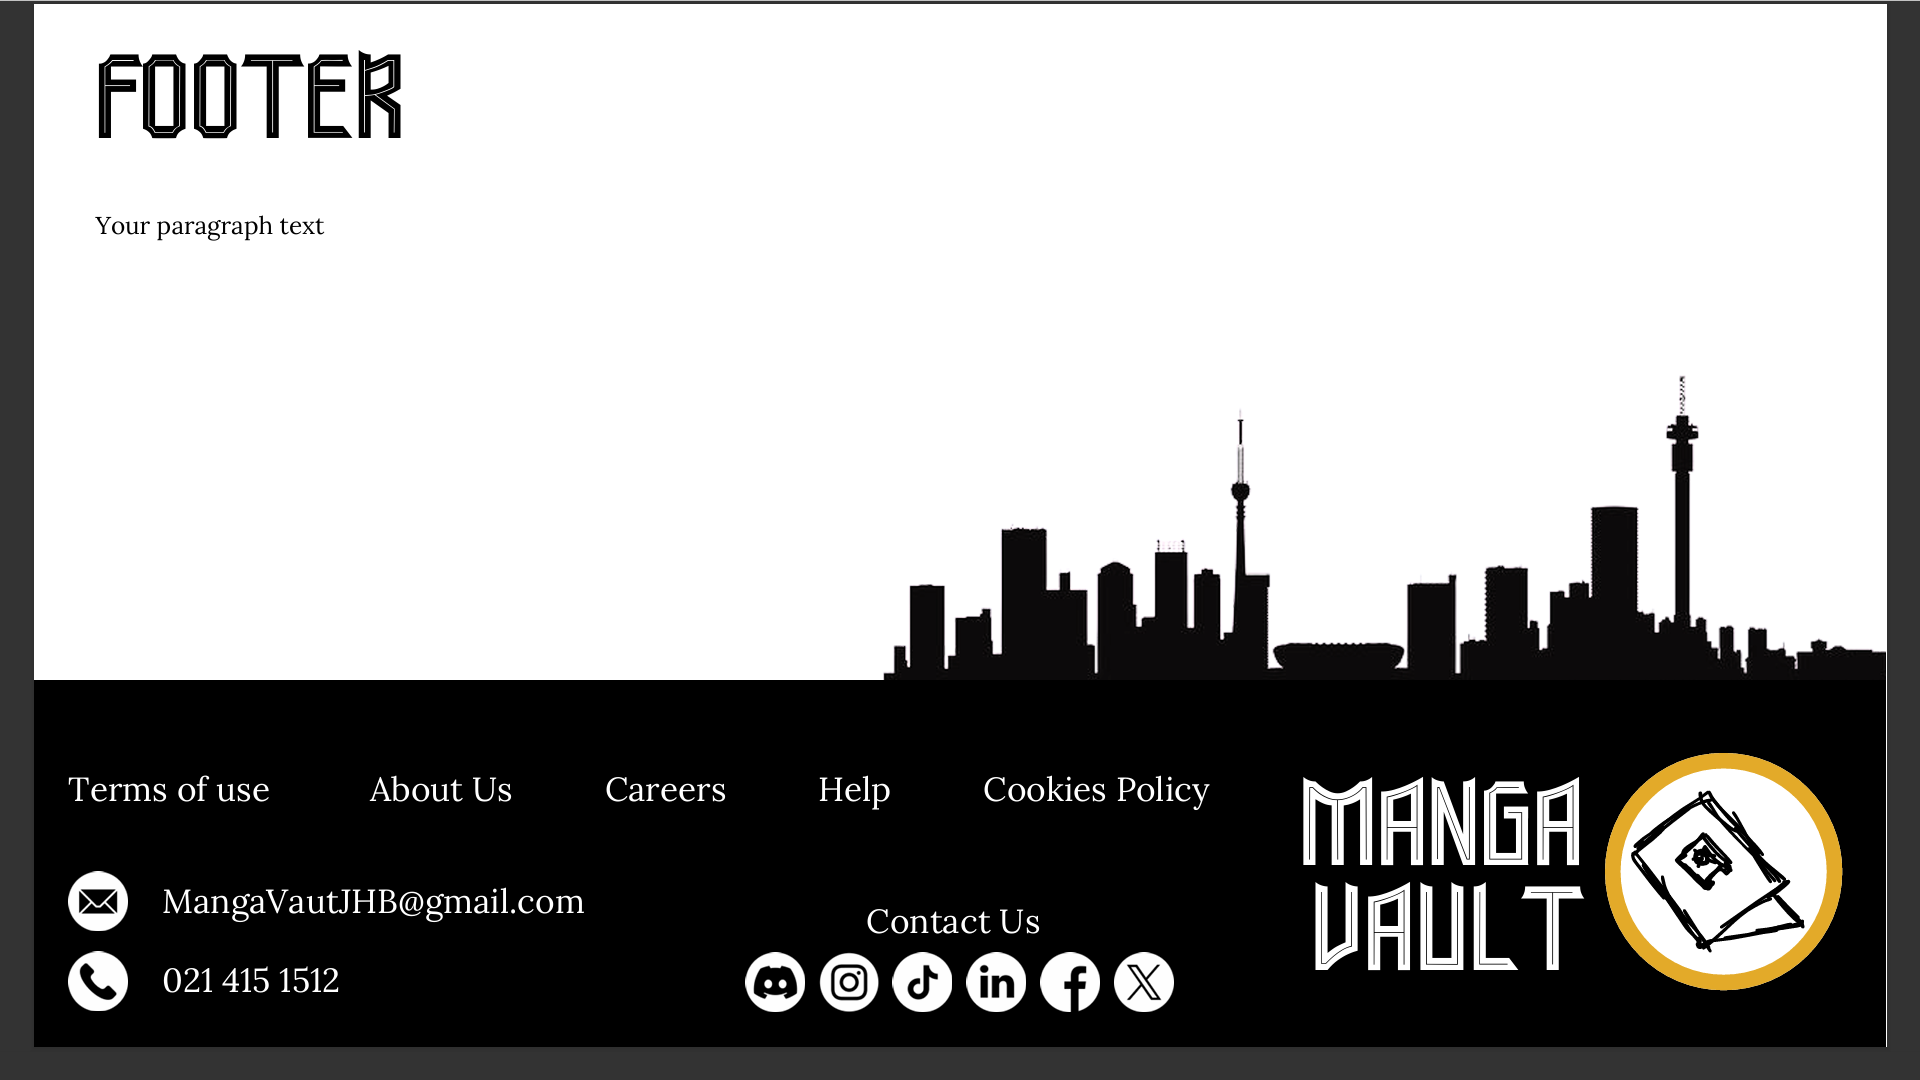 FOOTER
Your paragraph text
Terms of use
About Us
Careers
Help
Cookies Policy
MangaVautJHB@gmail.com
021 415 1512
Contact Us
MANGA
VAULT